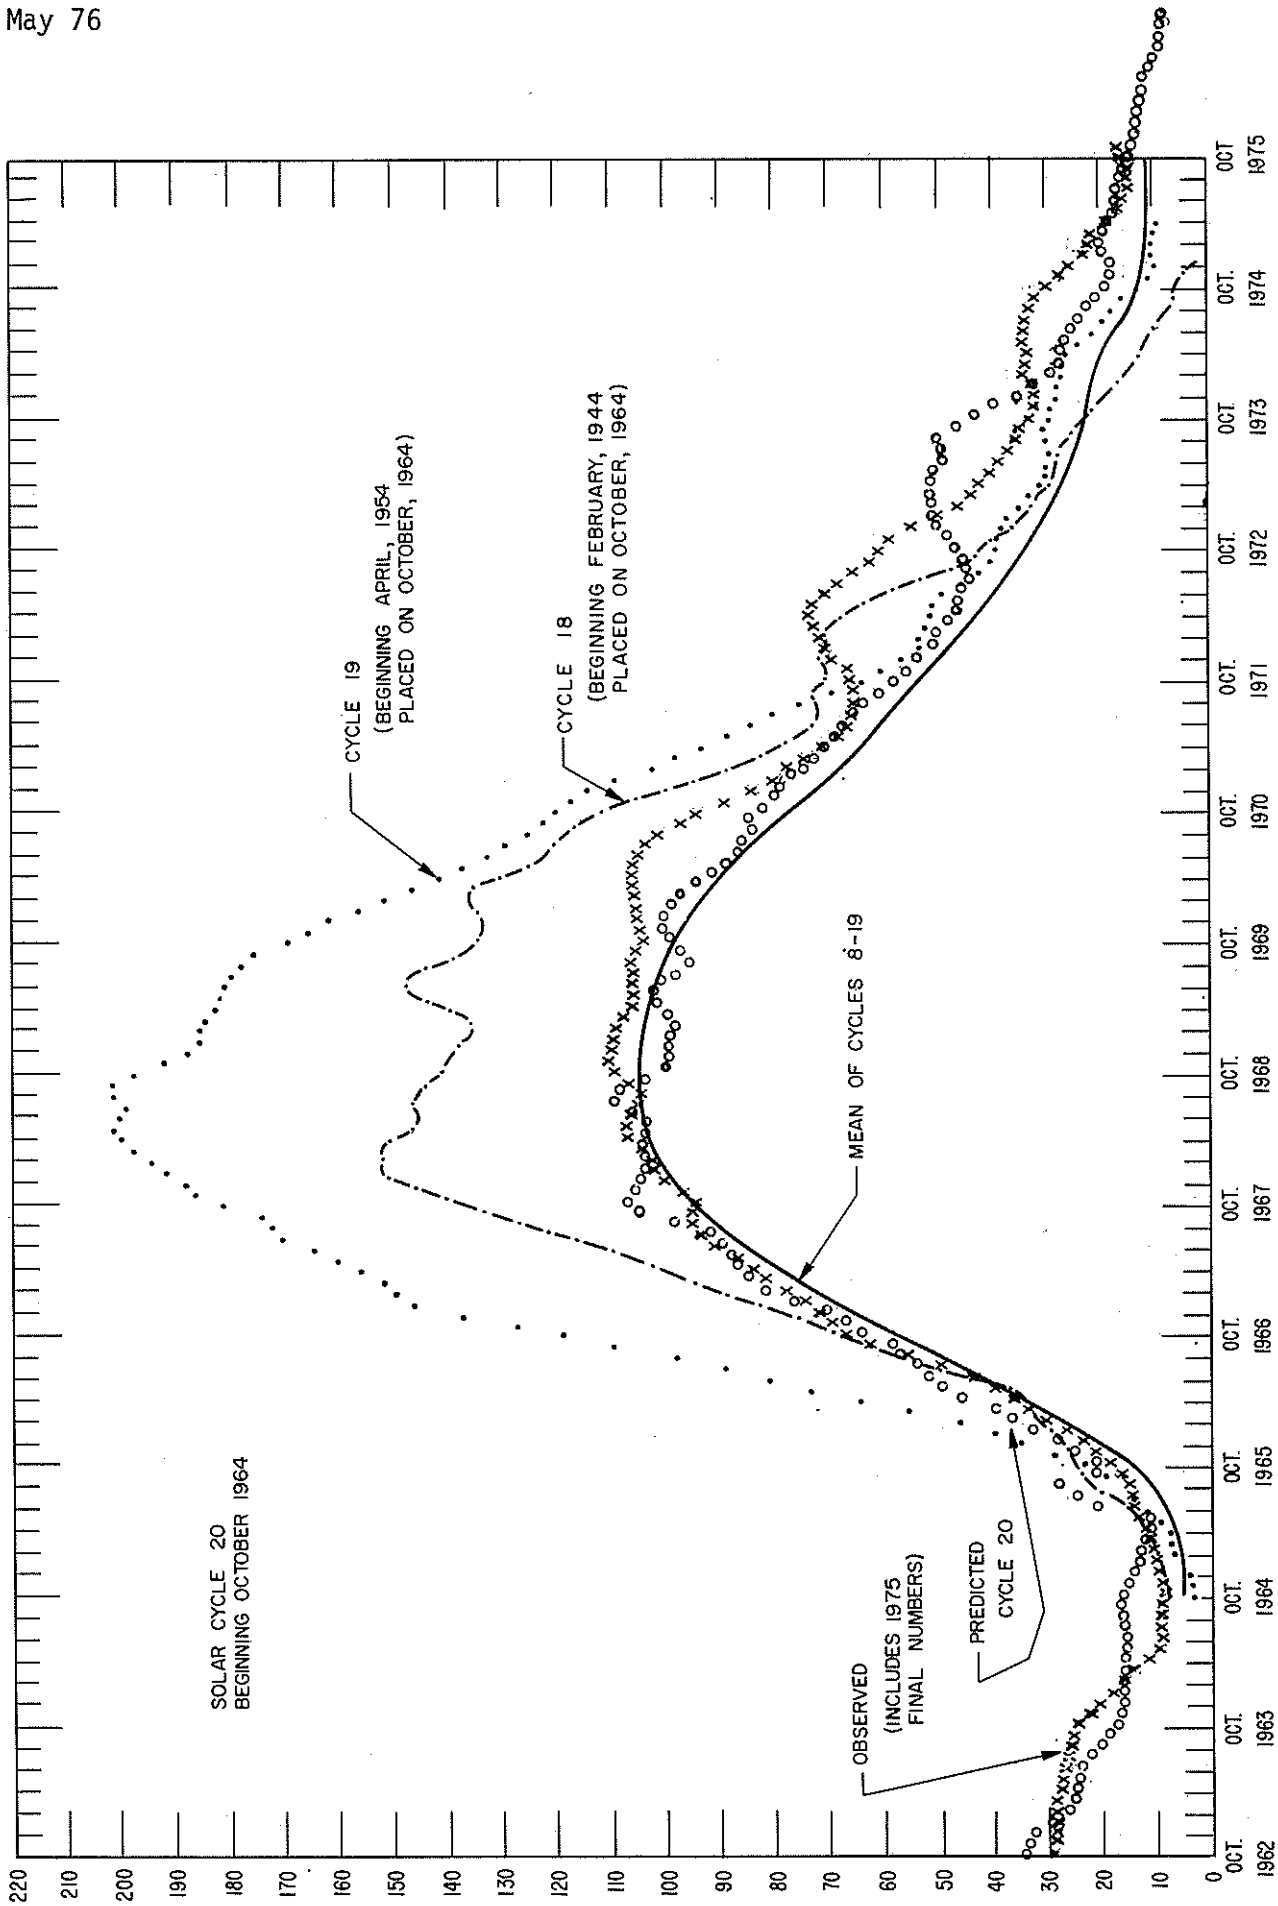 May 76
SOLAR CYCLE 20
BEGINNING OCTOBER 1964
CYCLE 19
(BEGINNING APRIL, 1954
PLACED ON OCTOBER, 1964)
CYCLE 18
(BEGINNING FEBRUARY, 1944
PLACED ON OCTOBER, 1964)
MEAN OF CYCLES 8-19
OBSERVED
(INCLUDES 1975
FINAL NUMBERS)
PREDICTED
CYCLE 20
220
210
200
190
180
170
160
150
140
130
120
110
100
90
80
70
60
50
40
30
20
10
0
OCT. OCT. OCT. OCT. OCT. OCT. OCT. OCT. OCT. OCT. OCT. OCT. OCT. OCT
1962 1963 1964 1965 1966 1967 1968 1969 1970 1971 1972 1973 1974 1975